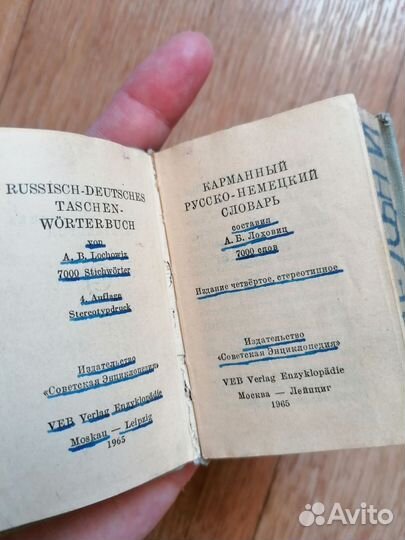 RUSSISCH-DEUTSCHES
TASCHEN-
WÖRTERBUCH
von
A. B. Lochowiz
7000 Stichwörter
4. Auflage
Stereotypdruck
Издательство
«Советская Энциклопедия»
VEB Verlag Enzyklopädie
Moskau — Leipzig
1965
КАРМАННЫЙ
РУССКО-НЕМЕЦКИЙ
СЛОВАРЬ
составил
А. Б. Лоховиц
7000 слов
Издание четвёртое, стереотипное
Издательство
«Советская Энциклопедия»
VEB Verlag Enzyklopädie
Москва — Лейпциг
1965
Avito